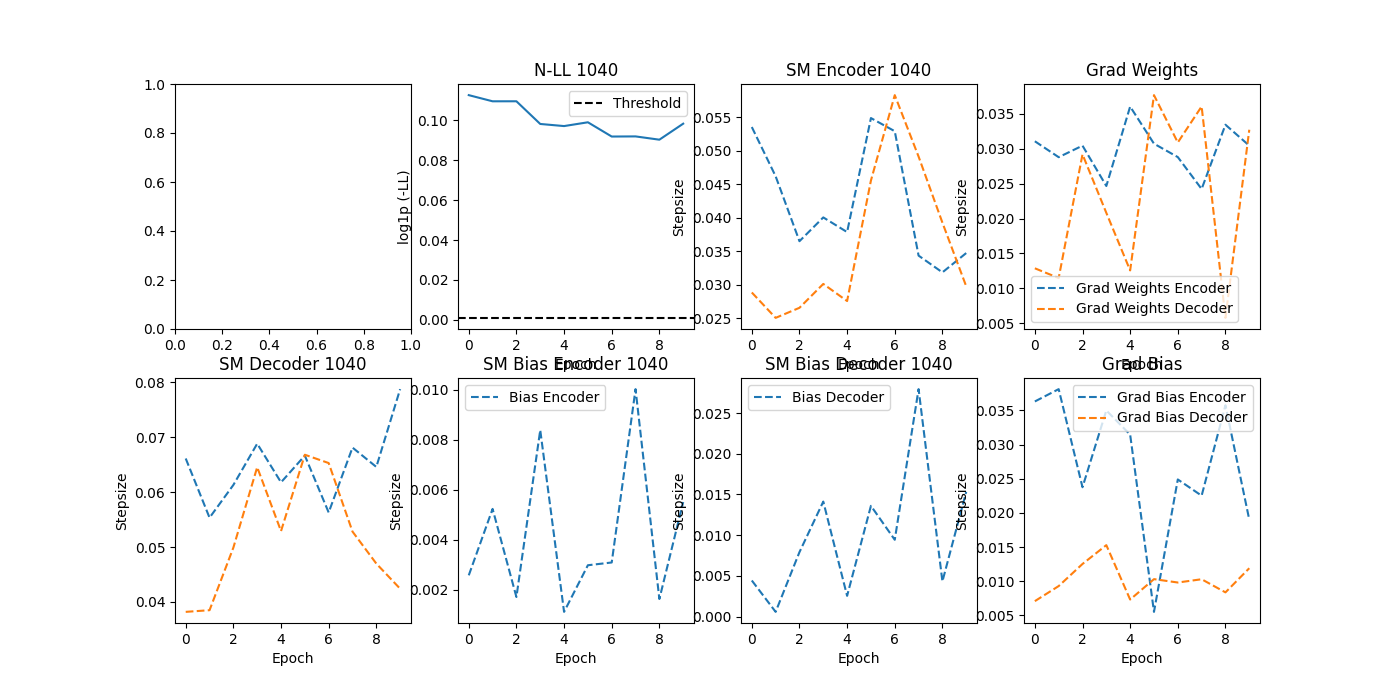 N-LL 1040
SM Encoder 1040
Grad Weights
1.0
0.8
0.6
0.4
0.2
0.0
0.0 0.2 0.4 0.6 0.8 1.0
log1p (-LL)
0.10
0.08
0.06
0.04
0.02
0.00
Threshold
0 2 4 6 8
Epoch
Stepsize
0.055
0.050
0.045
0.040
0.035
0.030
0.025
0 2 4 6 8
Epoch
Stepsize
0.035
0.030
0.025
0.020
0.015
0.010
0.005
Grad Weights Encoder
Grad Weights Decoder
0 2 4 6 8
Epoch
SM Decoder 1040
SM Bias Encoder 1040
SM Bias Decoder 1040
Grad Bias
Stepsize
0.08
0.07
0.06
0.05
0.04
0 2 4 6 8
Epoch
Stepsize
0.010
0.008
0.006
0.004
0.002
Bias Encoder
0 2 4 6 8
Epoch
Stepsize
0.025
0.020
0.015
0.010
0.005
0.000
Bias Decoder
0 2 4 6 8
Epoch
Stepsize
0.035
0.030
0.025
0.020
0.015
0.010
0.005
Grad Bias Encoder
Grad Bias Decoder
0 2 4 6 8
Epoch